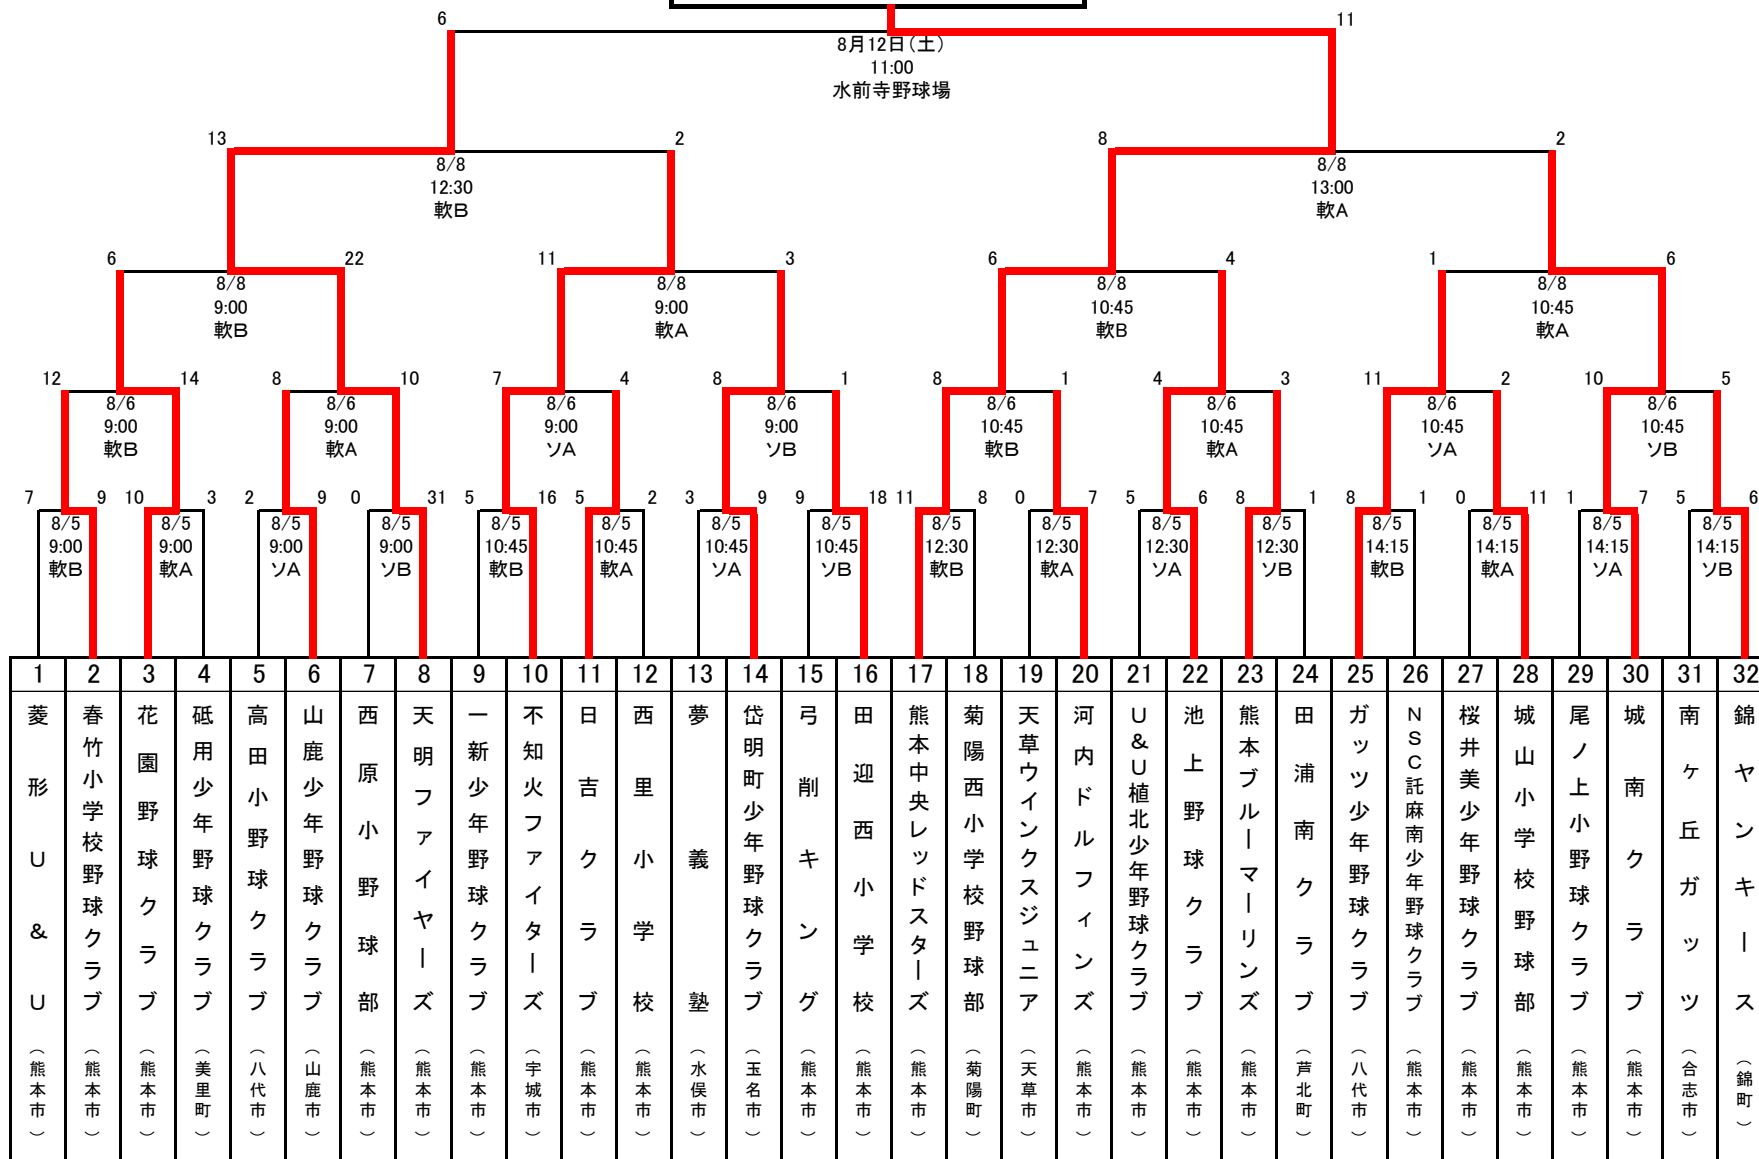 6 11
8月12日(土)
11:00
水前寺野球場
13 2 8 2
8/8 8/8
12:30 13:00
軟B 軟A
6 22 11 3 6 4 1 6
8/8 8/8 8/8 8/8
9:00 9:00 10:45 10:45
軟B 軟A 軟B 軟A
12 14 8 10 7 4 8 1 8 1 4 3 11 2 10 5
8/6 8/6 8/6 8/6 8/6 8/6 8/6 8/6
9:00 9:00 9:00 9:00 10:45 10:45 10:45 10:45
軟B 軟A ソA ソB 軟B 軟A ソA ソB
7 9 10 3 2 9 0 31 5 16 5 2 3 9 9 18 11 8 0 7 5 6 8 1 8 1 0 11 1 7 5 6
8/5 8/5 8/5 8/5 8/5 8/5 8/5 8/5 8/5 8/5 8/5 8/5 8/5 8/5 8/5 8/5
9:00 9:00 9:00 9:00 10:45 10:45 10:45 10:45 12:30 12:30 12:30 12:30 14:15 14:15 14:15 14:15
軟B 軟A ソA ソB 軟B 軟A ソA ソB 軟B 軟A ソA ソB 軟B 軟A ソA ソB
1 2 3 4 5 6 7 8 9 10 11 12 13 14 15 16 17 18 19 20 21 22 23 24 25 26 27 28 29 30 31 32
菱形U&U(熊本市)
春竹小学校野球クラブ(熊本市)
花園野球クラブ(熊本市)
砥用少年野球クラブ(美里町)
高田小野球クラブ(八代市)
山鹿少年野球クラブ(山鹿市)
西原小野球部(熊本市)
天明ファイヤーズ(熊本市)
一新少年野球クラブ(熊本市)
不知火ファイターズ(宇城市)
日吉クラブ(熊本市)
西里小学校(熊本市)
夢義塾(水俣市)
岱明町少年野球クラブ(玉名市)
弓削キング(熊本市)
田迎西小学校(熊本市)
熊本中央レッドスターズ(熊本市)
菊陽西小学校野球部(菊陽町)
天草ウインクスジュニア(天草市)
河内ドルフィンズ(熊本市)
U&U植北少年野球クラブ(熊本市)
池上野球クラブ(熊本市)
熊本ブルーマーリンズ(熊本市)
田浦南クラブ(芦北町)
ガッツ少年野球クラブ(八代市)
NSC託麻南少年野球クラブ(熊本市)
桜井美少年野球クラブ(熊本市)
城山小学校野球部(熊本市)
尾ノ上小野球クラブ(熊本市)
城南クラブ(熊本市)
南ヶ丘ガッツ(合志市)
錦ヤンキース(錦町)